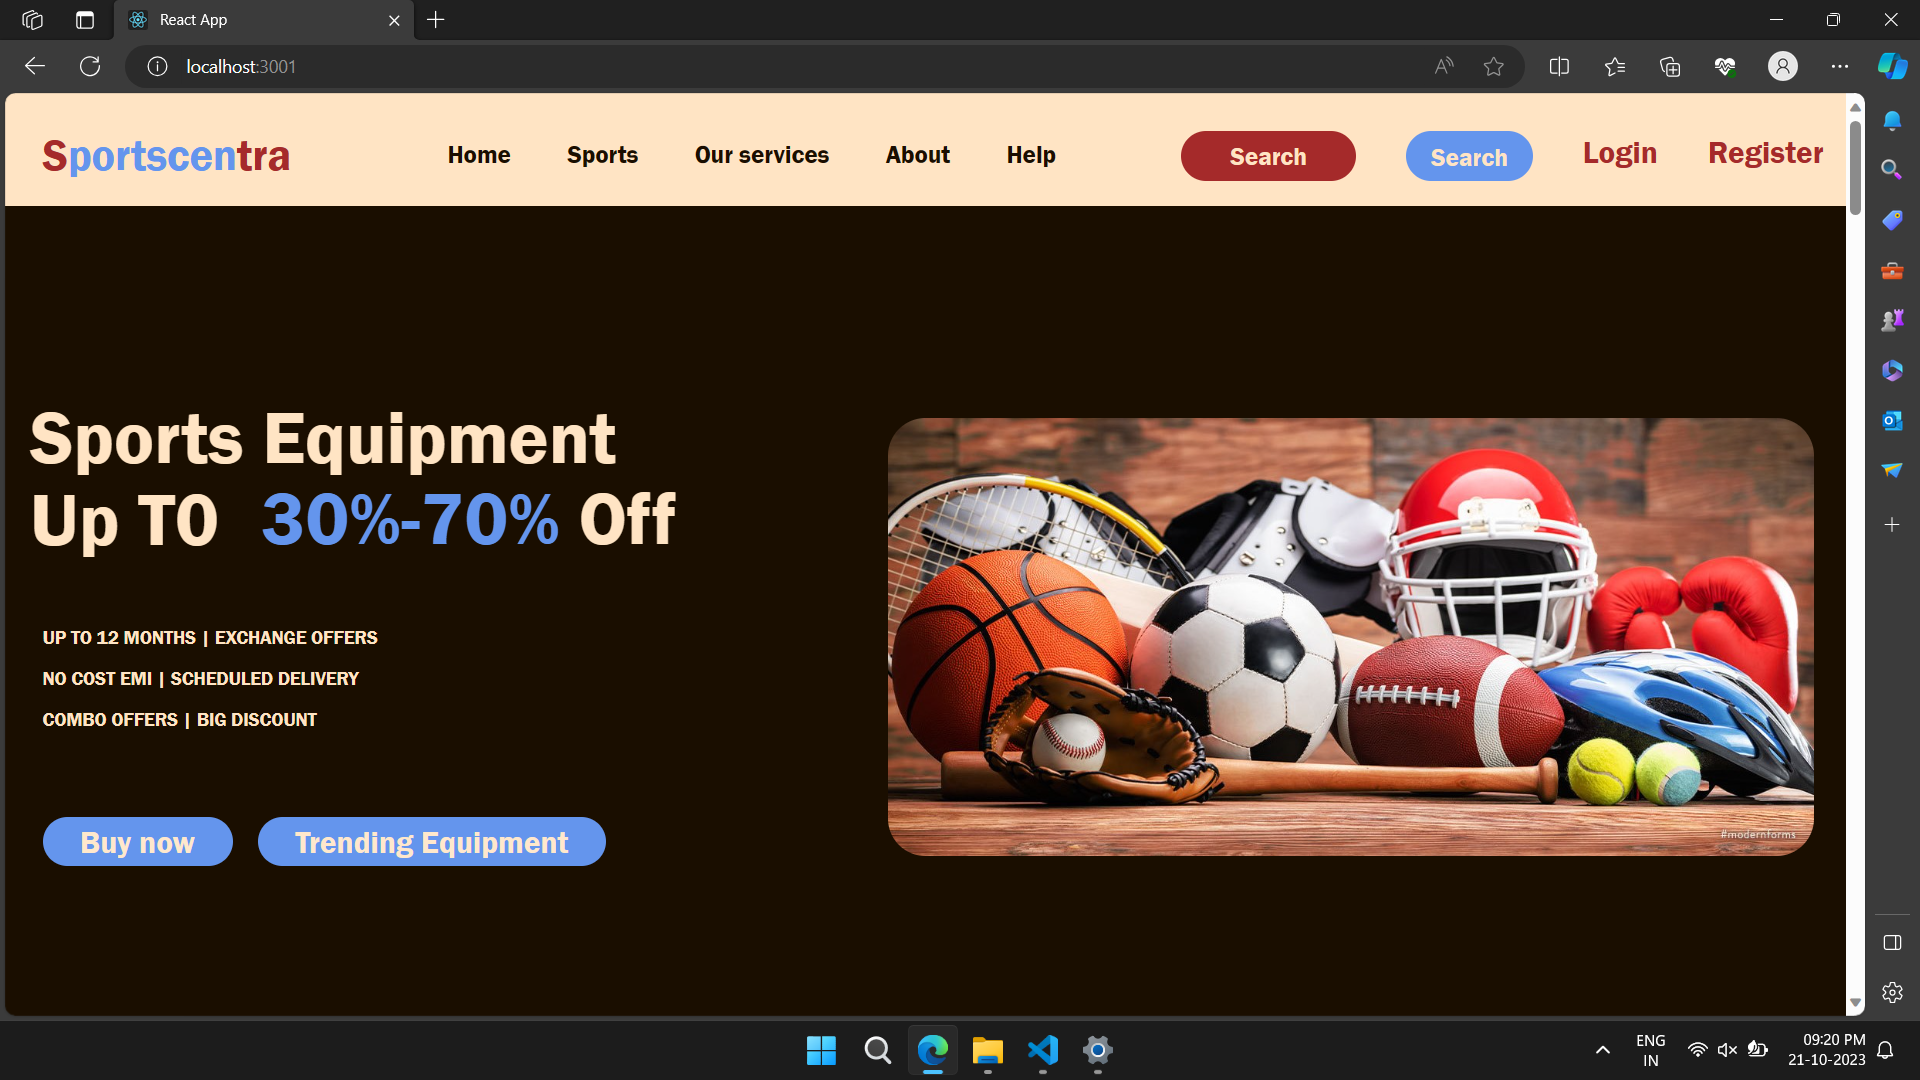 React App
localhost:3001
Sportscentra
Home Sports Our services About Help Search Search Login Register
Sports Equipment
Up T0 30%-70% Off
UP TO 12 MONTHS | EXCHANGE OFFERS
NO COST EMI | SCHEDULED DELIVERY
COMBO OFFERS | BIG DISCOUNT
Buy now Trending Equipment
#modernforms
ENG
IN
09:20 PM
21-10-2023